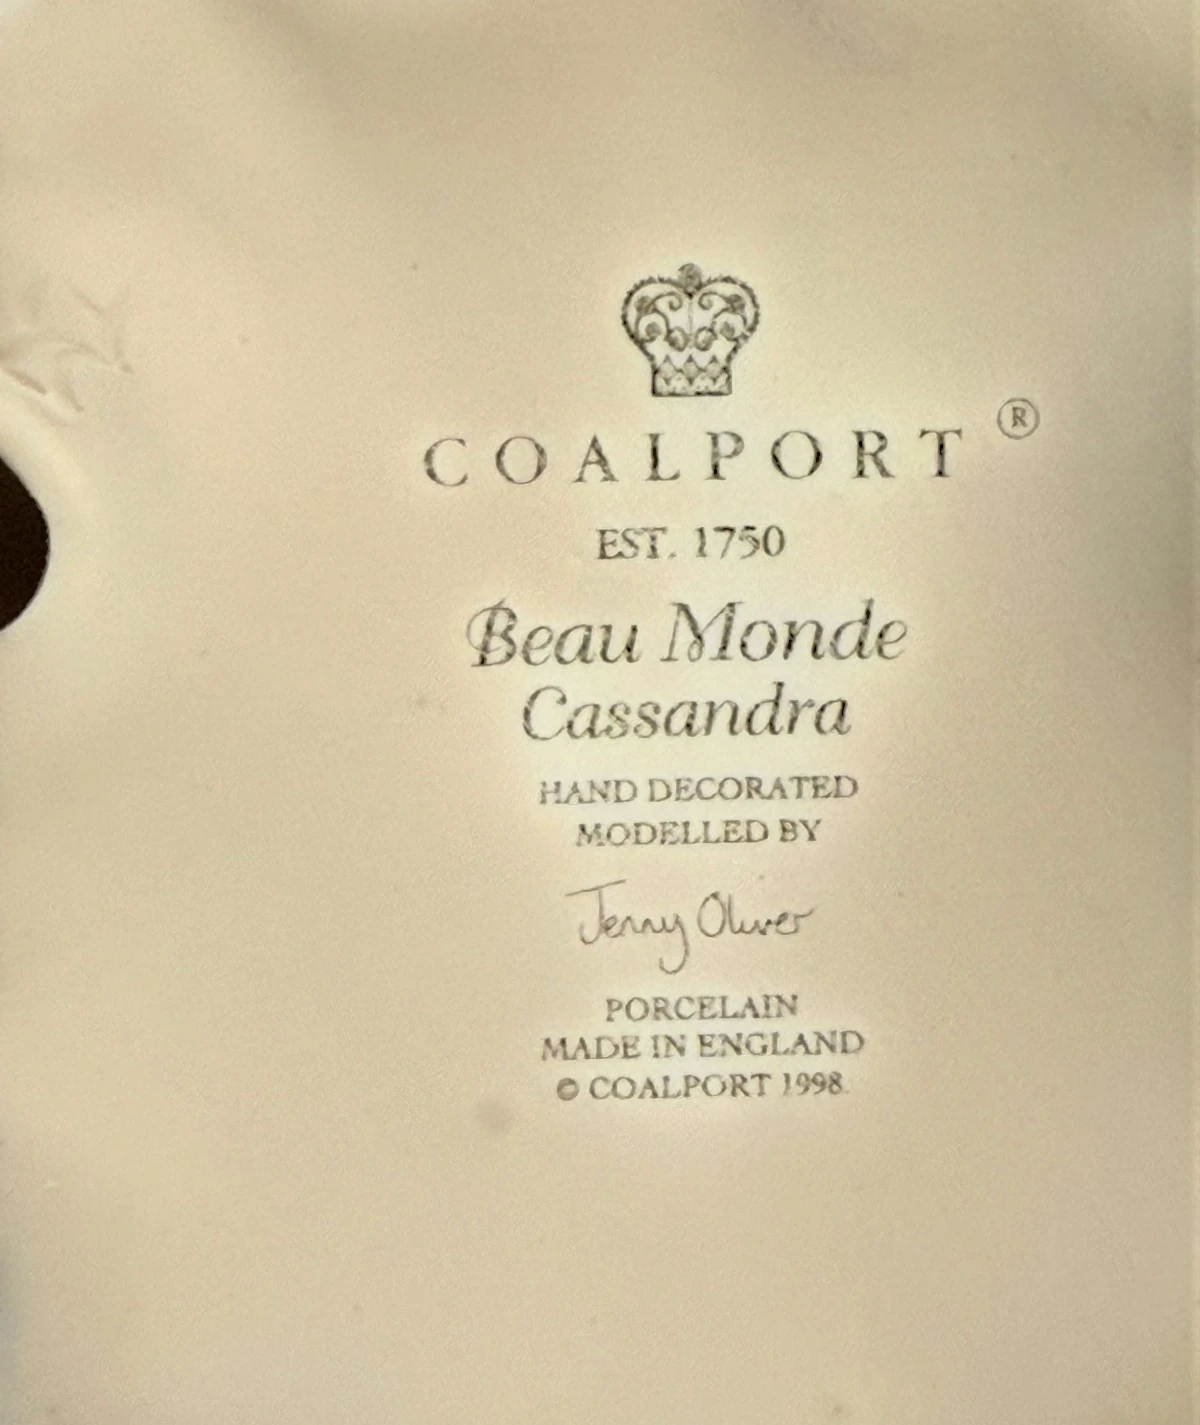 COALPORT ®
EST. 1750
Beau Monde
Cassandra
HAND DECORATED
MODELLED BY
Jenny Oliver
PORCELAIN
MADE IN ENGLAND
© COALPORT 1998